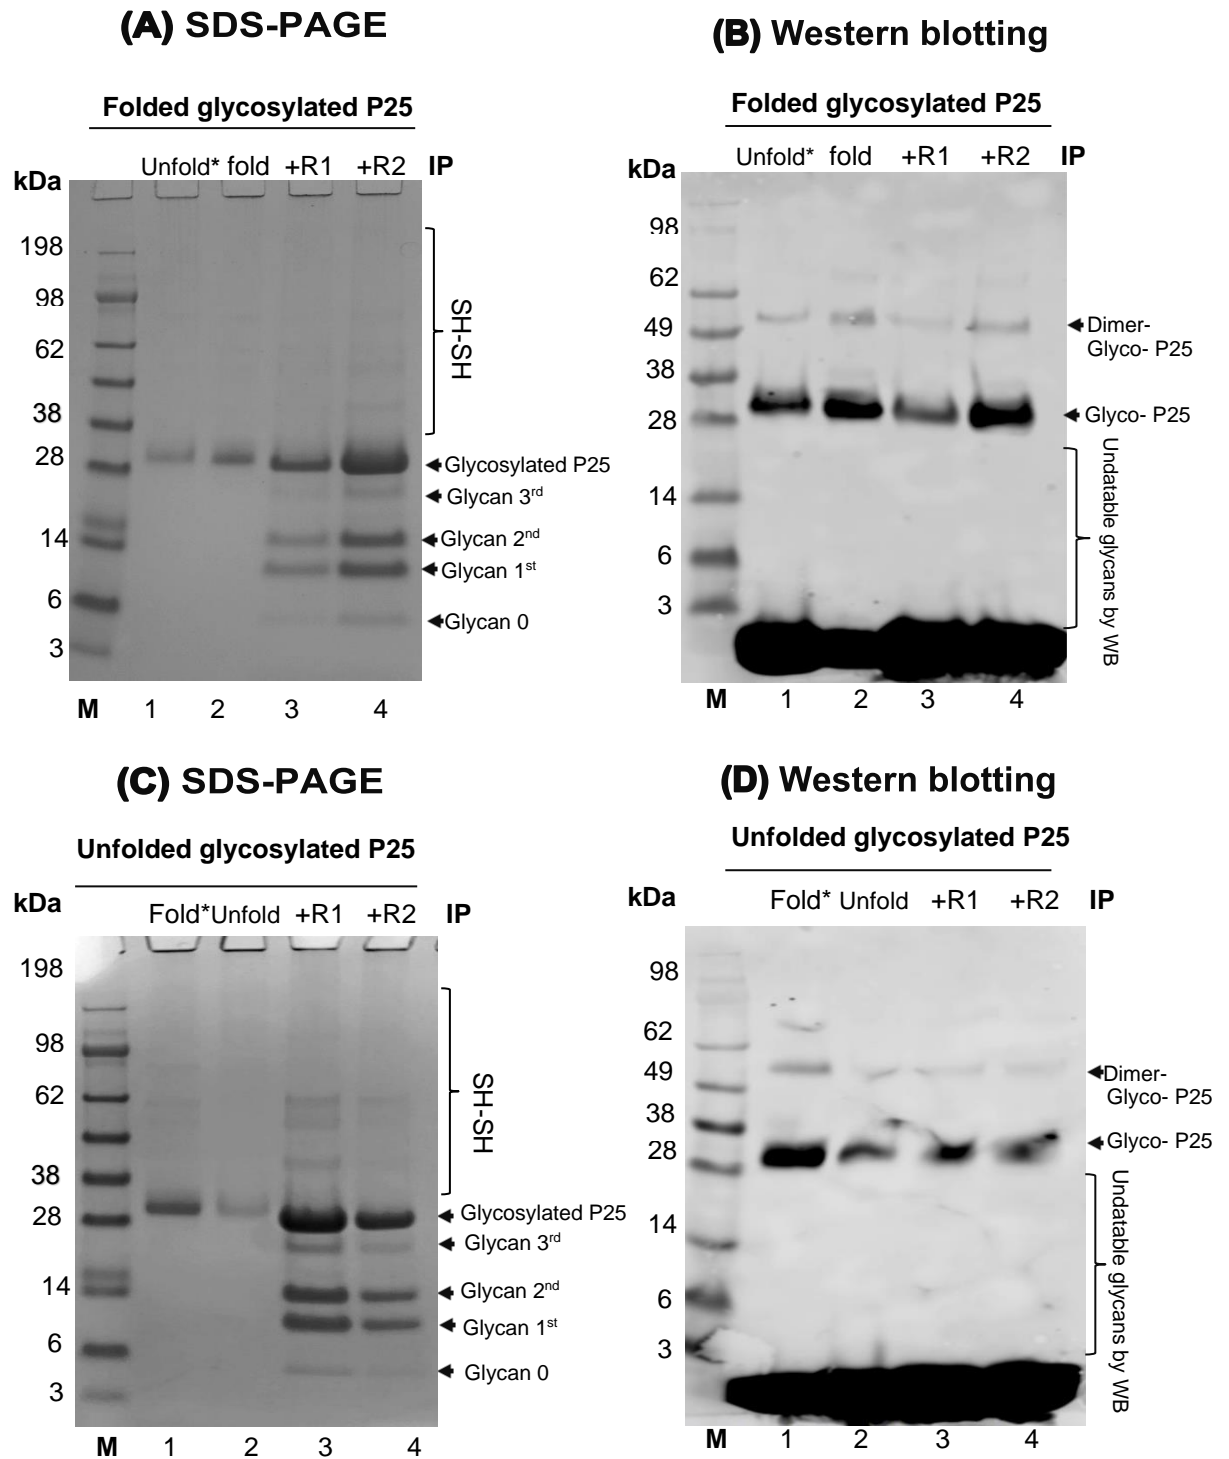 (A) SDS-PAGE
Folded glycosylated P25
Unfold* fold +R1 +R2 IP
kDa
198
98
62
38
28
14
6
3
SH-SH
Glycosylated P25
Glycan 3rd
Glycan 2nd
Glycan 1st
Glycan 0
M 1 2 3 4
(B) Western blotting
Folded glycosylated P25
Unfold* fold +R1 +R2 IP
kDa
98
62
49
38
28
14
6
3
Dimer-
Glyco- P25
Glyco- P25
Undatable glycans by WB
M 1 2 3 4
(C) SDS-PAGE
Unfolded glycosylated P25
kDa
Fold* Unfold +R1 +R2 IP
198
98
62
38
28
14
6
3
SH-SH
Glycosylated P25
Glycan 3rd
Glycan 2nd
Glycan 1st
Glycan 0
M 1 2 3 4
(D) Western blotting
Unfolded glycosylated P25
kDa
Fold* Unfold +R1 +R2 IP
98
62
49
38
28
14
6
3
Dimer-
Glyco- P25
Glyco- P25
Undatable glycans by WB
M 1 2 3 4